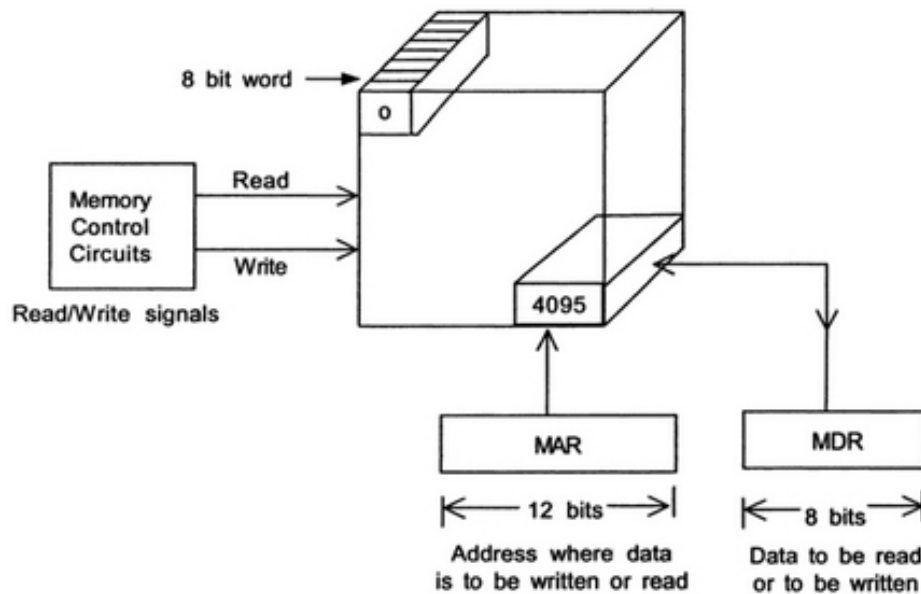 8 bit word
0
Read
Memory
Control
Circuits
Write
Read/Write signals
4095
MAR
MDR
12 bits
8 bits
Address where data
is to be written or read
Data to be read
or to be written